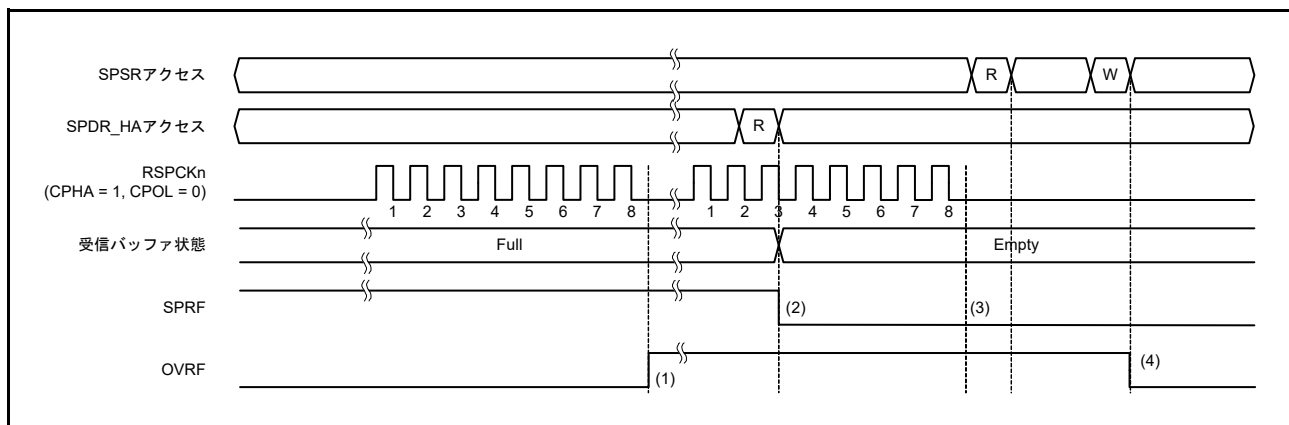 SPSRアクセス
R
W
SPDR_HAアクセス
R
RSPCKn
(CPHA = 1, CPOL = 0)
1 2 3 4 5 6 7 8 1 2 3 4 5 6 7 8
受信バッファ状態
Full
Empty
SPRF
(2)
(3)
OVRF
(1)
(4)